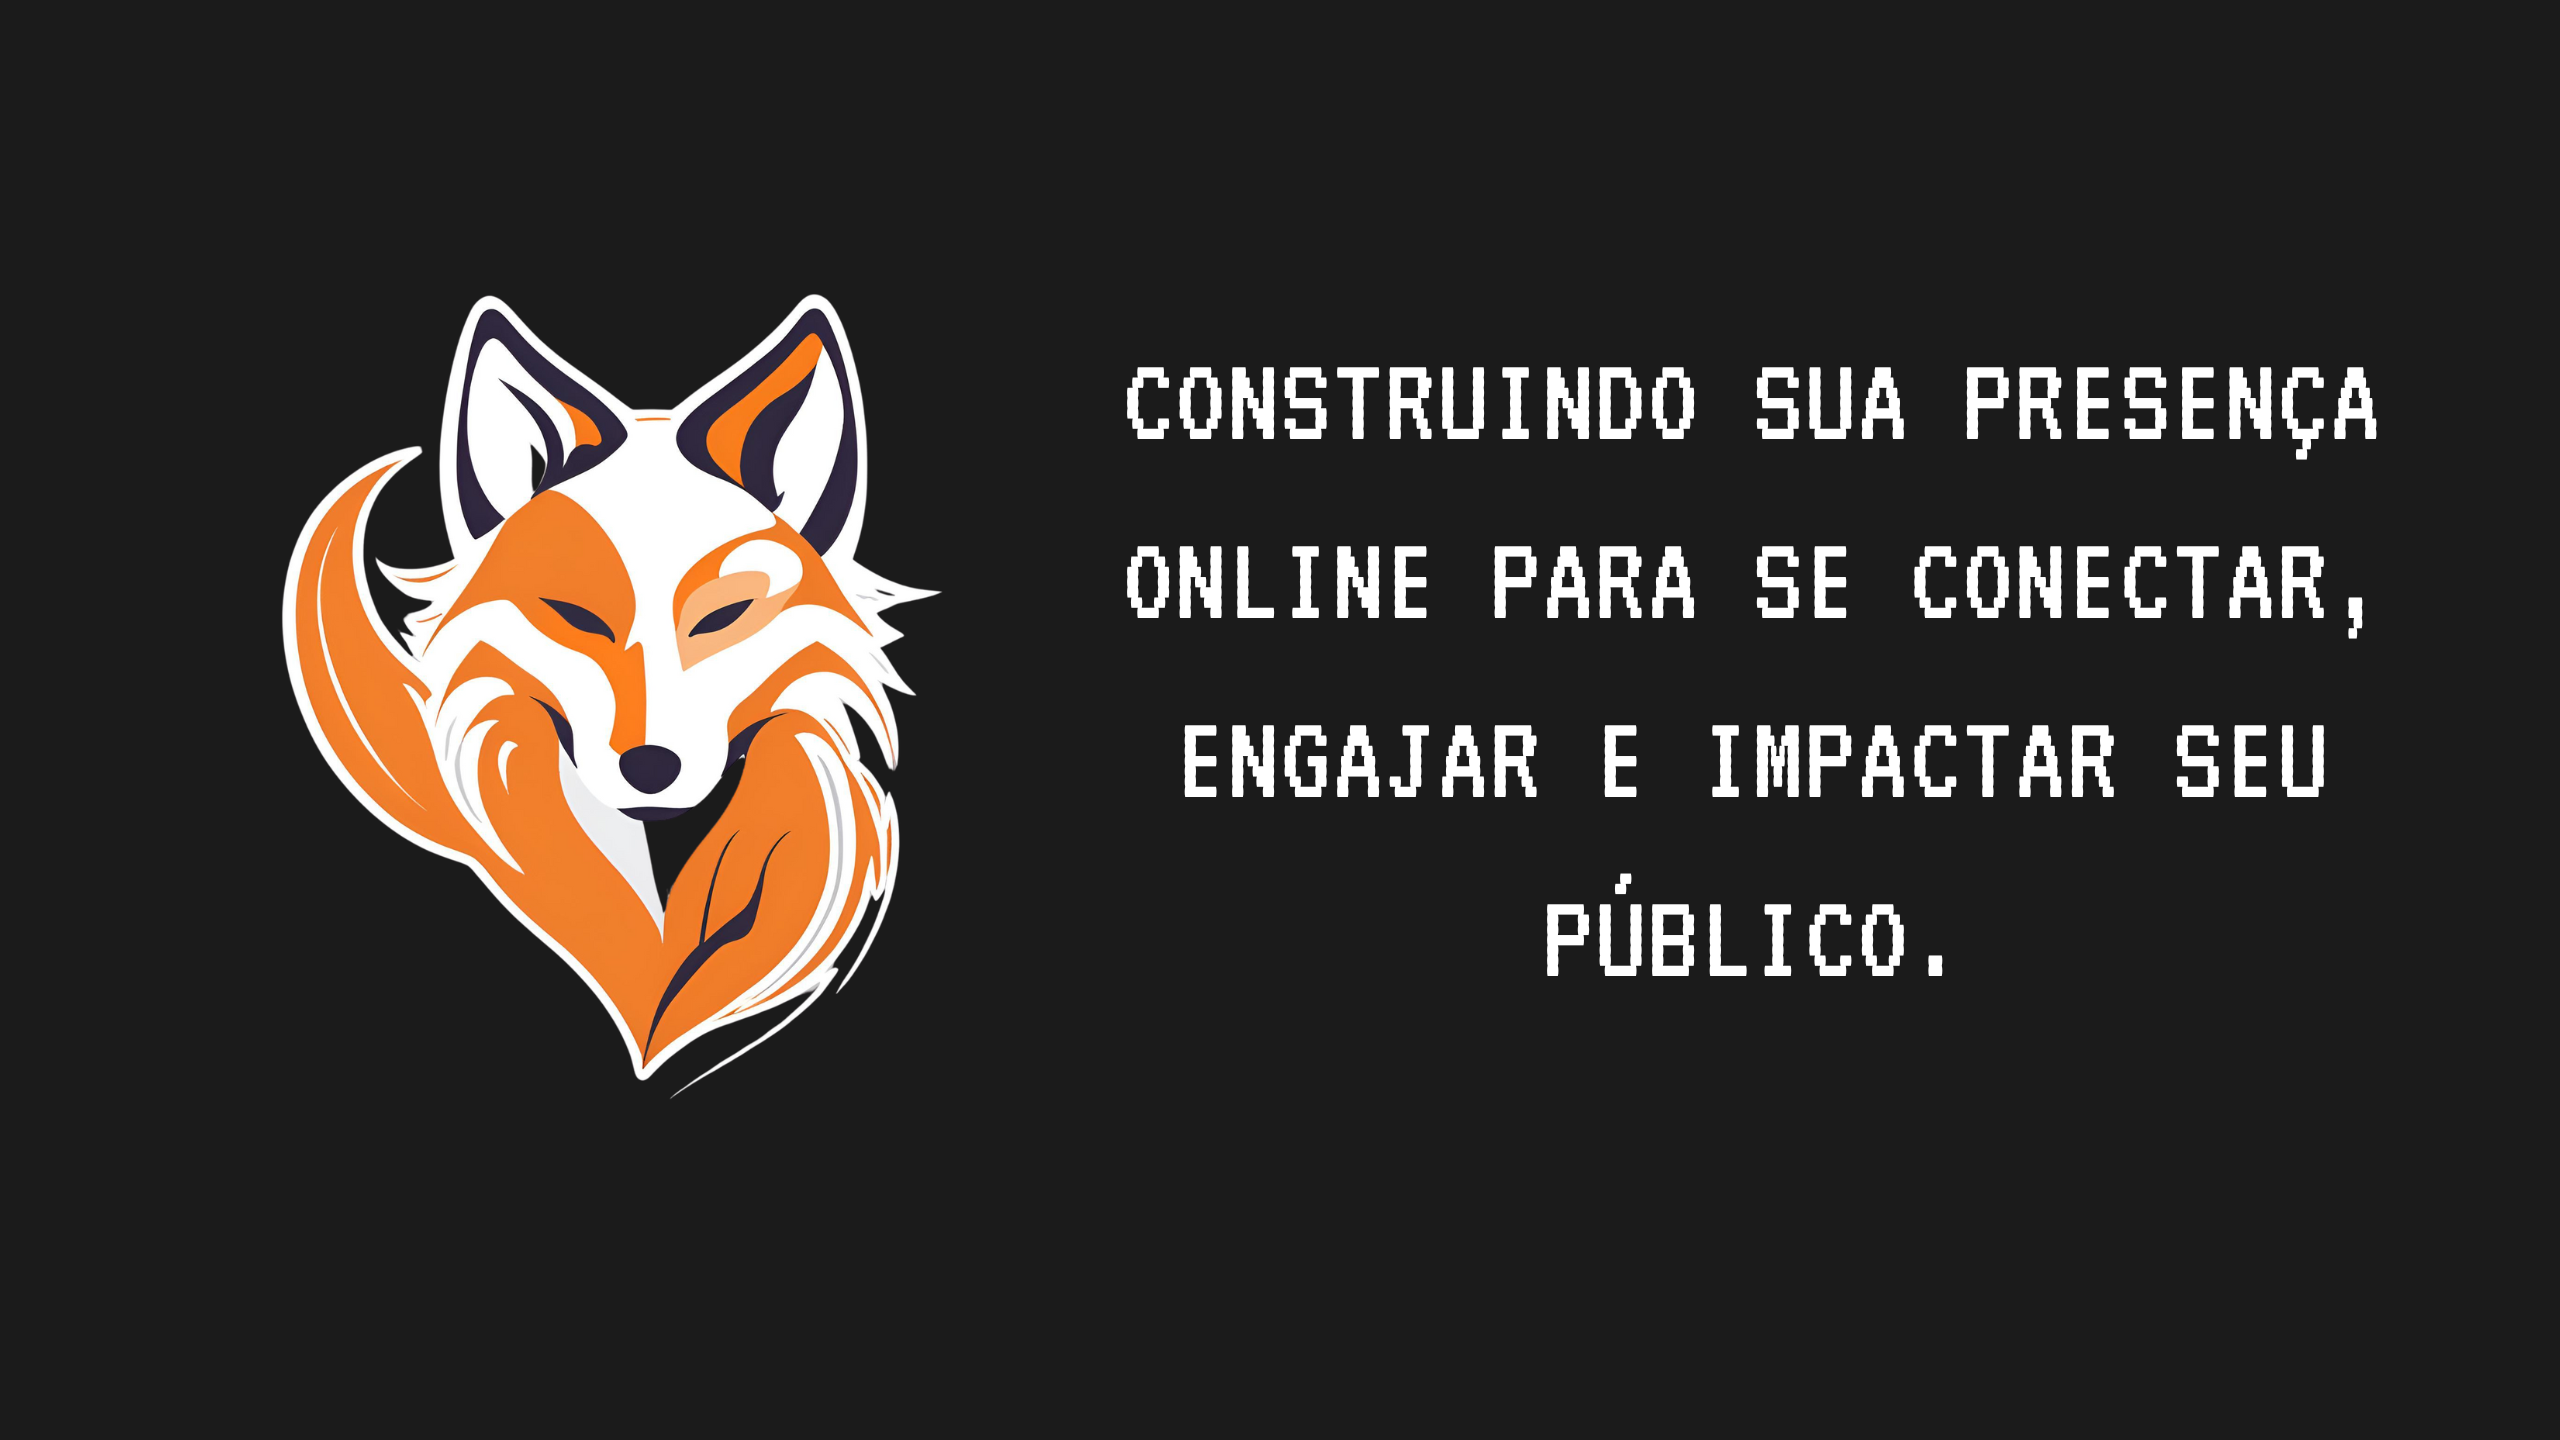 CONSTRUINDO SUA PRESENÇA
ONLINE PARA SE CONECTAR,
ENGAJAR E IMPACTAR SEU
PÚBLICO.